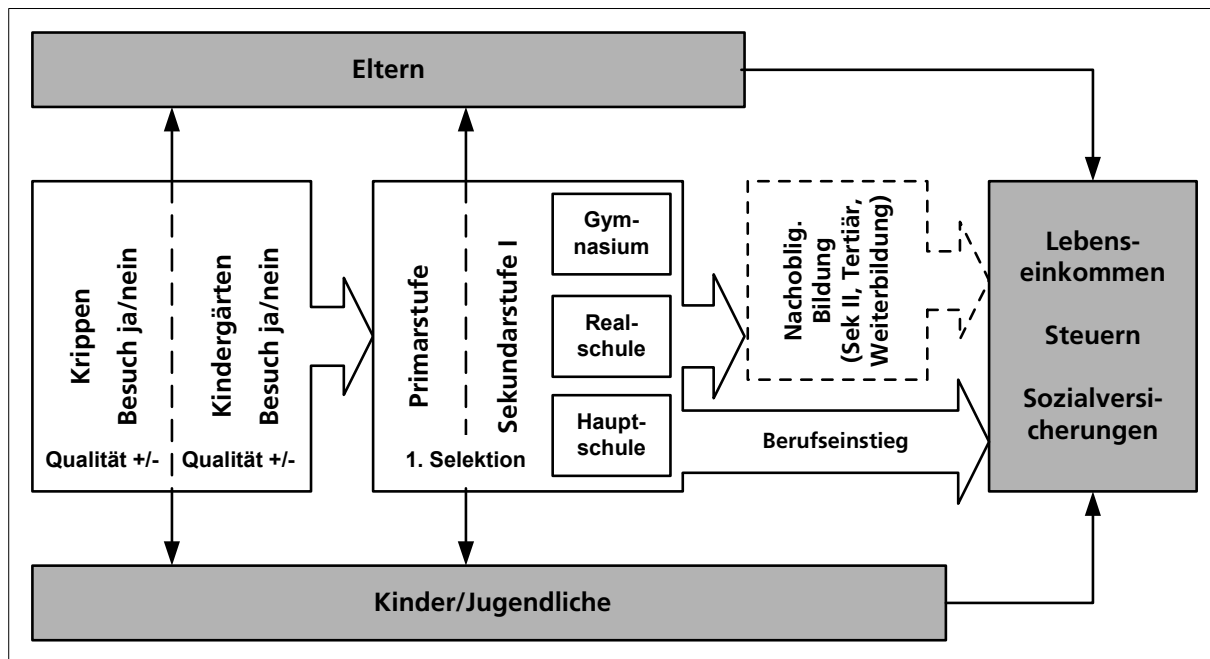 Eltern
Krippen
Besuch ja/nein
Kindergärten
Besuch ja/nein
Qualität +/-
Qualität +/-
Primarstufe
Sekundarstufe I
1. Selektion
Gym-
nasium
Real-
schule
Haupt-
schule
Nachoblig.
Bildung
(Sek II, Tertiär,
Weiterbildung)
Berufseinstieg
Lebens-
einkommen
Steuern
Sozialversi-
cherungen
Kinder/Jugendliche